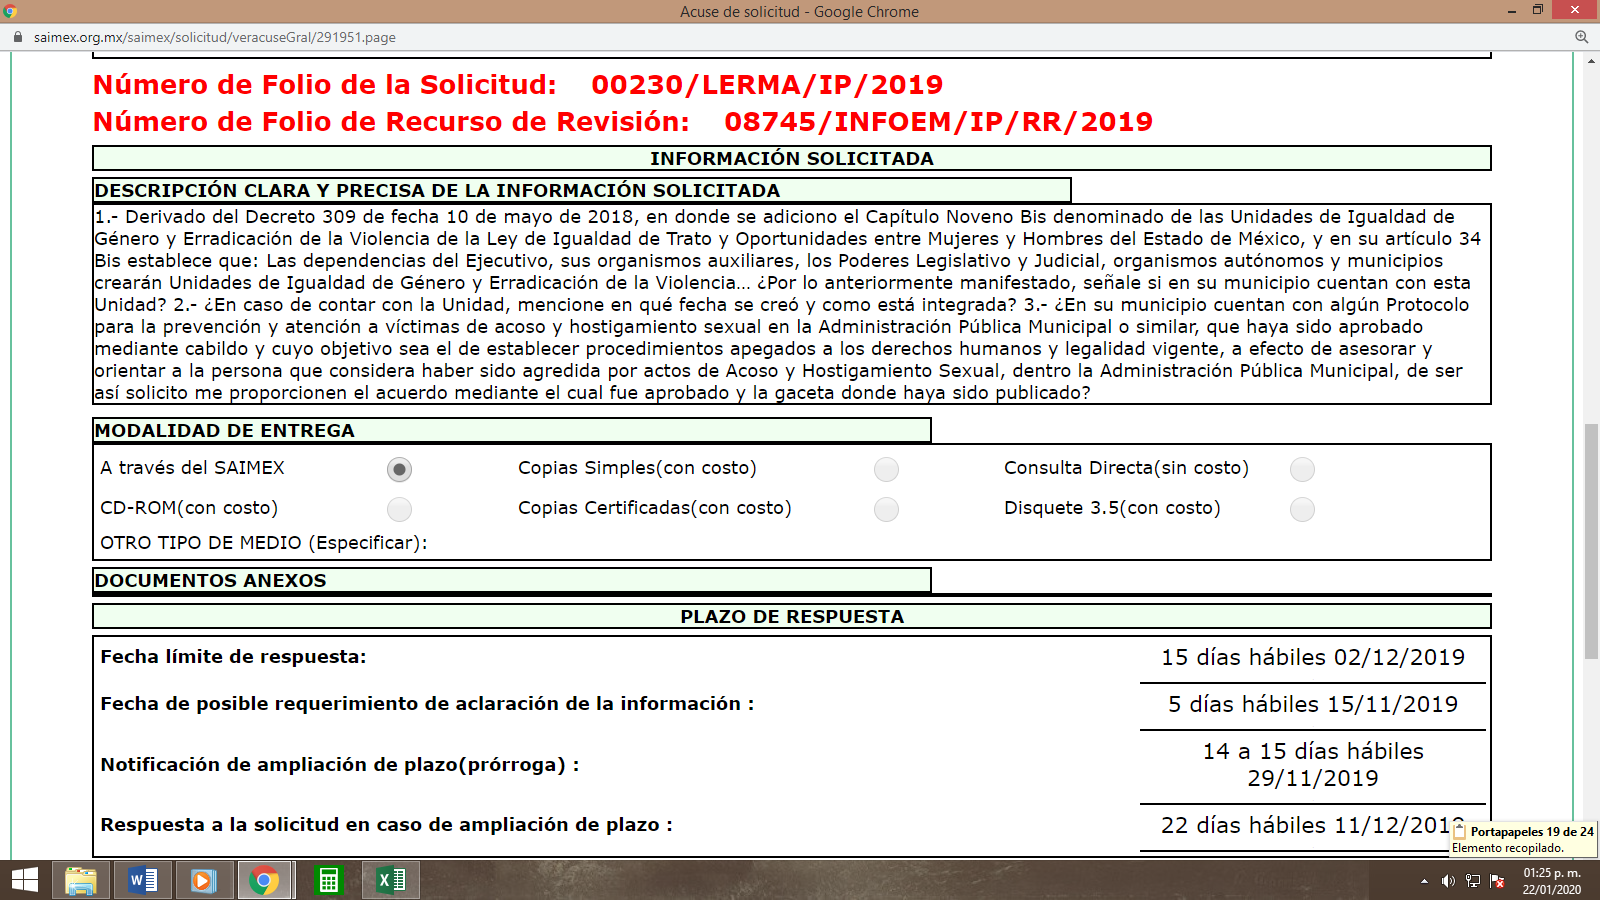 Acuse de solicitud - Google Chrome
saimex.org.mx/saimex/solicitud/veracuseGral/291951.page
Número de Folio de la Solicitud: 00230/LERMA/IP/2019
Número de Folio de Recurso de Revisión: 08745/INFOEM/IP/RR/2019
INFORMACIÓN SOLICITADA
DESCRIPCIÓN CLARA Y PRECISA DE LA INFORMACIÓN SOLICITADA
1.- Derivado del Decreto 309 de fecha 10 de mayo de 2018, en donde se adiciono el Capítulo Noveno Bis denominado de las Unidades de Igualdad de
Género y Erradicación de la Violencia de la Ley de Igualdad de Trato y Oportunidades entre Mujeres y Hombres del Estado de México, y en su artículo 34
Bis establece que: Las dependencias del Ejecutivo, sus organismos auxiliares, los Poderes Legislativo y Judicial, organismos autónomos y municipios
crearán Unidades de Igualdad de Género y Erradicación de la Violencia... ¿Por lo anteriormente manifestado, señale si en su municipio cuentan con esta
Unidad? 2.- ¿En caso de contar con la Unidad, mencione en qué fecha se creó y como está integrada? 3.- ¿En su municipio cuentan con algún Protocolo
para la prevención y atención a víctimas de acoso y hostigamiento sexual en la Administración Pública Municipal o similar, que haya sido aprobado
mediante cabildo y cuyo objetivo sea el de establecer procedimientos apegados a los derechos humanos y legalidad vigente, a efecto de asesorar y
orientar a la persona que considera haber sido agredida por actos de Acoso y Hostigamiento Sexual, dentro la Administración Pública Municipal, de ser
así solicito me proporcionen el acuerdo mediante el cual fue aprobado y la gaceta donde haya sido publicado?
MODALIDAD DE ENTREGA
A través del SAIMEX Copias Simples(con costo) Consulta Directa(sin costo)
CD-ROM(con costo) Copias Certificadas(con costo) Disquete 3.5(con costo)
OTRO TIPO DE MEDIO (Especificar):
DOCUMENTOS ANEXOS
PLAZO DE RESPUESTA
Fecha límite de respuesta: 15 días hábiles 02/12/2019
Fecha de posible requerimiento de aclaración de la información : 5 días hábiles 15/11/2019
Notificación de ampliación de plazo(prórroga) : 14 a 15 días hábiles
29/11/2019
Respuesta a la solicitud en caso de ampliación de plazo : 22 días hábiles 11/12/2019
Portapapeles 19 de 24
Elemento recopilado.
01:25 p. m.
22/01/2020